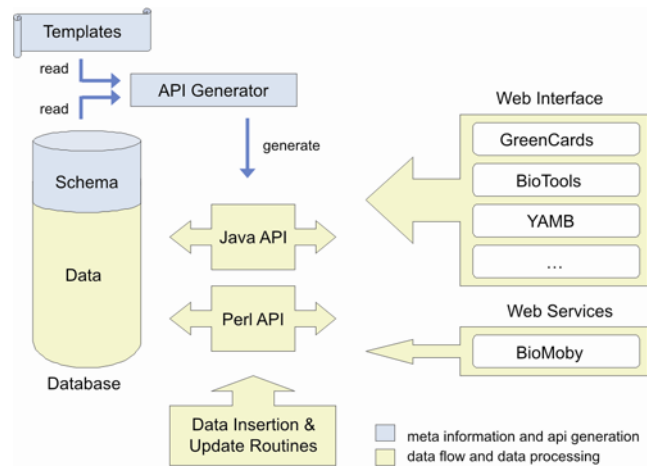 Templates
read
API Generator
read
generate
Schema
Data
Database
Java API
Perl API
Data Insertion &
Update Routines
Web Interface
GreenCards
BioTools
YAMB
...
Web Services
BioMoby
meta information and api generation
data flow and data processing